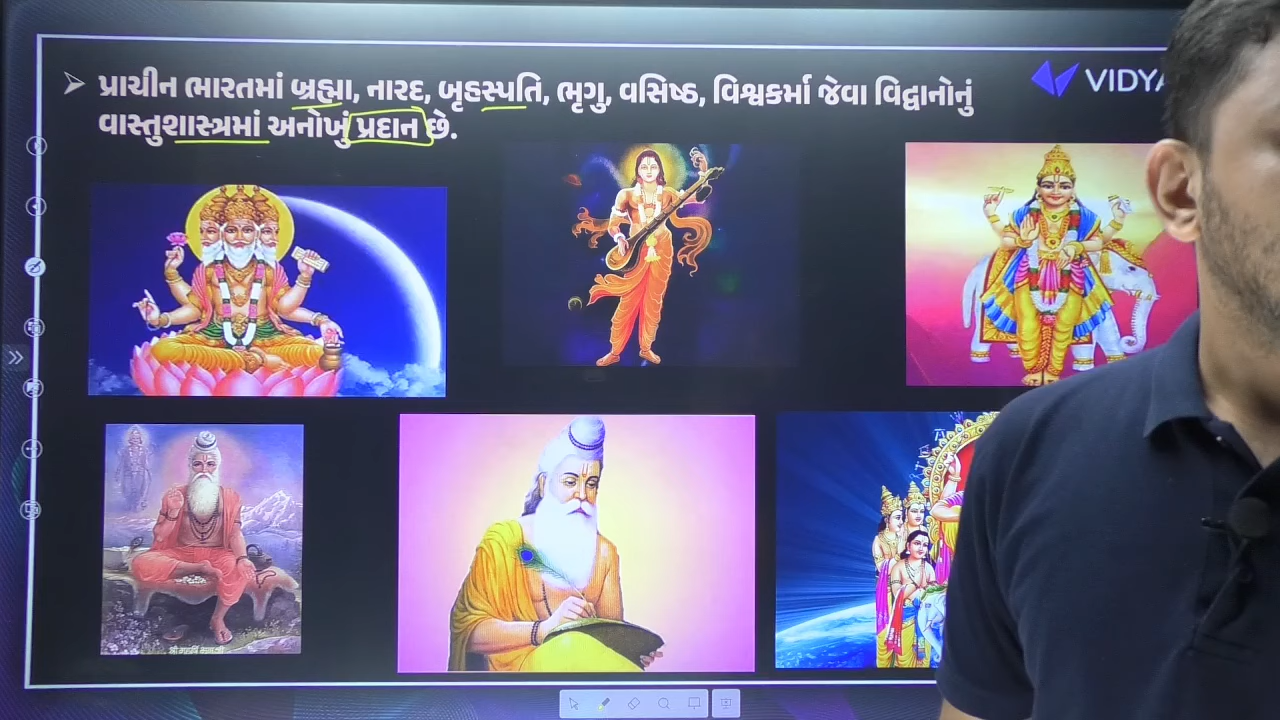 પ્રાચીન ભારતમાં બ્રહ્મા, નારદ, બૃહસ્પતિ, ભૃગુ, વસિષ્ઠ, વિશ્વકર્મા જેવા વિદ્વાનોનું
વાસ્તુશાસ્ત્રમાં અનોખું પ્રદાન છે.
VIDYA